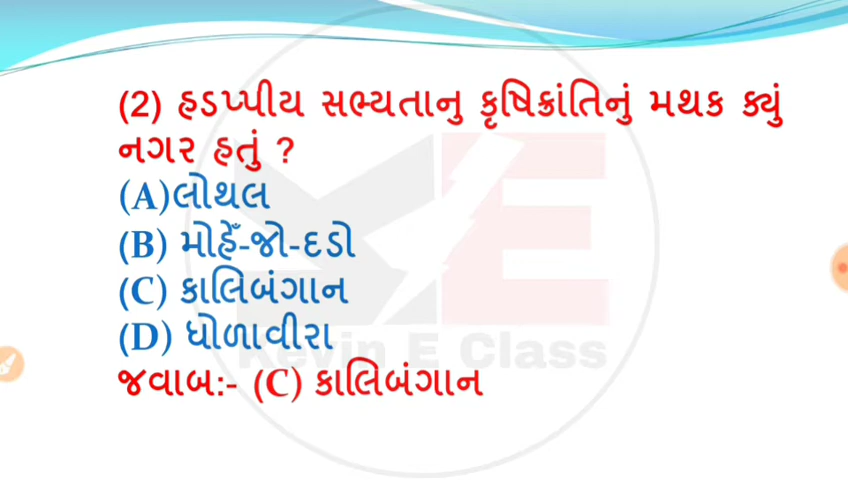 (2) હડપ્પીય સભ્યતાનુ કૃષિક્રાંતિનું મથક ક્યું
નગર હતું ?
(A)લોથલ
(B) મોહેઁ-જો-દડો
(C) કાલિબંગાન
(D) ધોળાવીરા
Kevin E Class
જવાબ:- (C) કાલિબંગાન